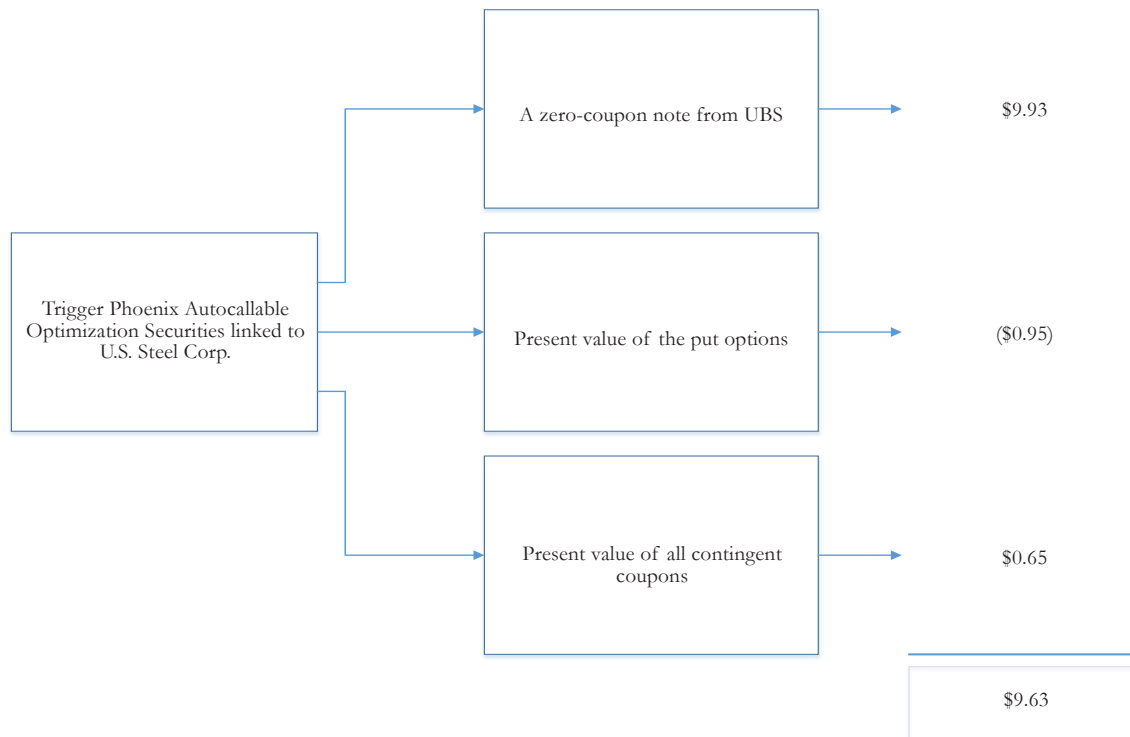 A zero-coupon note from UBS
$9.93
Trigger Phoenix Autocallable
Optimization Securities linked to
U.S. Steel Corp.
Present value of the put options
($0.95)
Present value of all contingent
coupons
$0.65
$9.63